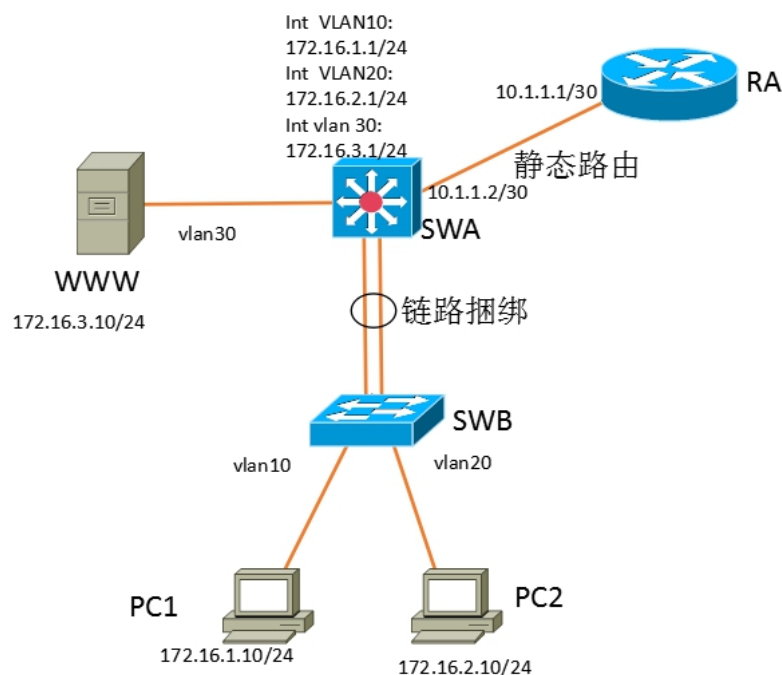 Int VLAN10:
172.16.1.1/24
Int VLAN20:
172.16.2.1/24
Int vlan 30:
172.16.3.1/24
10.1.1.1/30
RA
静态路由
10.1.1.2/30
SWA
vlan30
WWW
172.16.3.10/24
链路捆绑
SWB
vlan10
vlan20
PC1
172.16.1.10/24
PC2
172.16.2.10/24